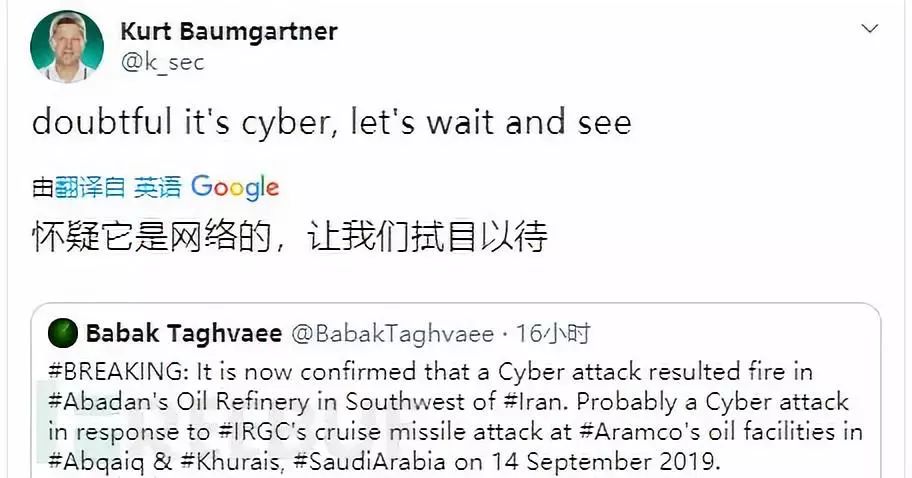 Kurt Baumgartner
@k_sec
doubtful it's cyber, let's wait and see
由翻译自 英语 Google
怀疑它是网络的，让我们拭目以待
Babak Taghvaee @BabakTaghvaee · 16小时
#BREAKING: It is now confirmed that a Cyber attack resulted fire in
#Abadan's Oil Refinery in Southwest of #Iran. Probably a Cyber attack
in response to #IRGC's cruise missile attack at #Aramco's oil facilities in
#Abqaiq & #Khurais, #SaudiArabia on 14 September 2019.